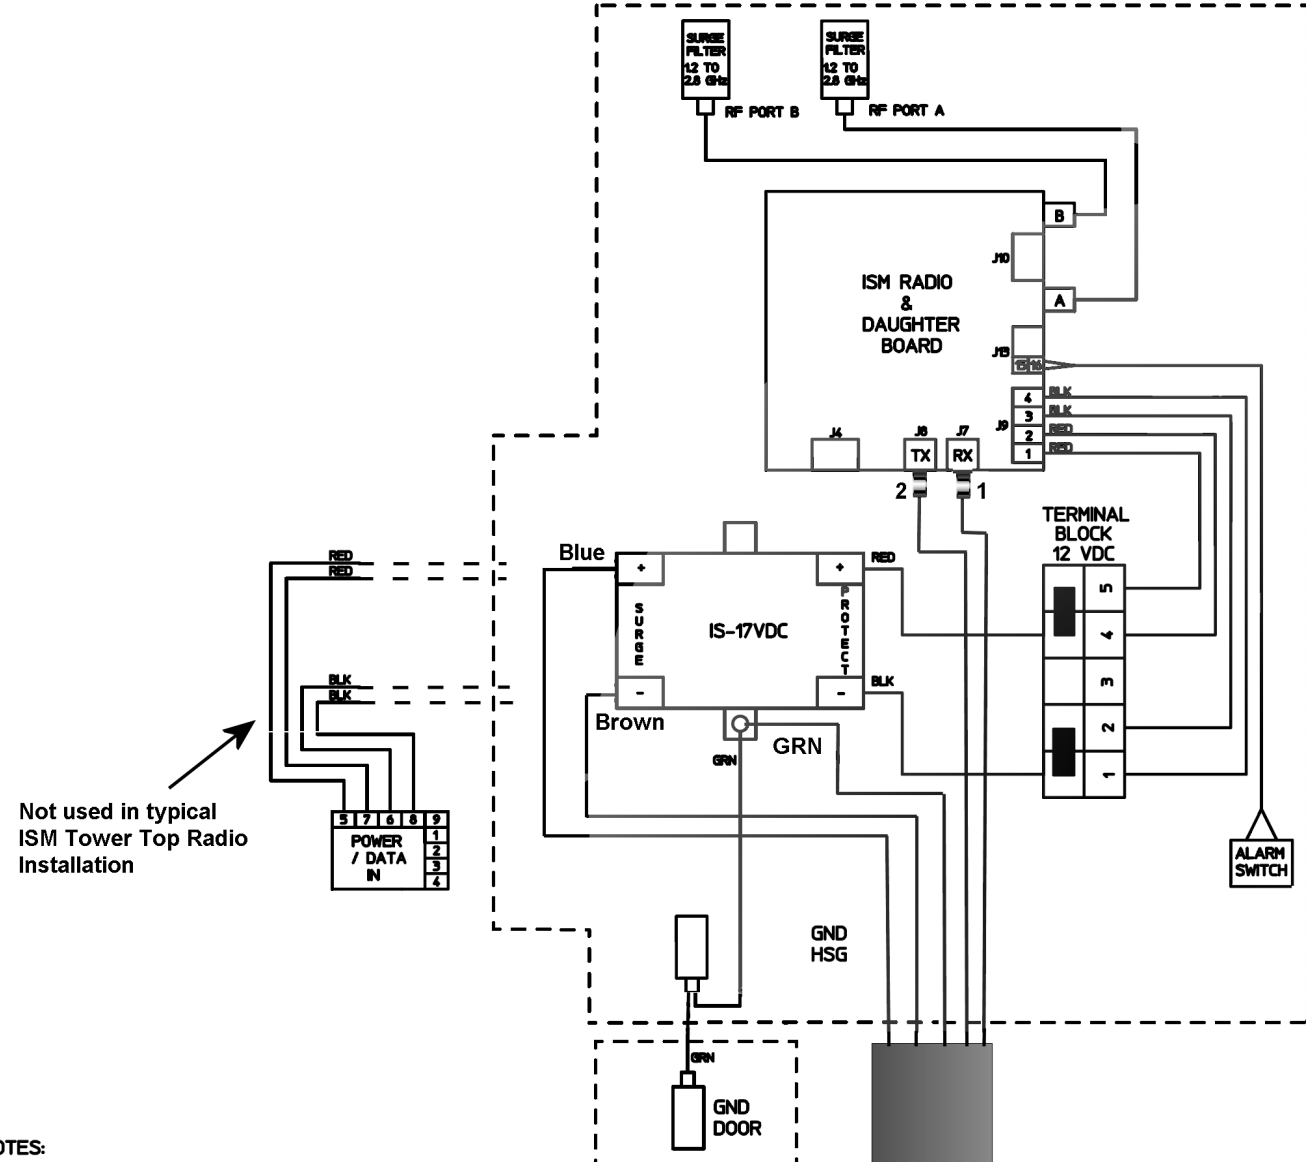 SURGE
FILTER
1.2 TO
2.8 GHz
SURGE
FILTER
1.2 TO
2.8 GHz
RF PORT B
RF PORT A
B
J10
ISM RADIO
&
DAUGHTER
BOARD
A
J13
15 16
4 BLK
3 BLK
J9
2 RED
1 RED
J4
J8
J7
TX
RX
2
1
TERMINAL
BLOCK
12 VDC
5
4
3
2
1
RED
RED
BLK
BLK
Blue
+
+
RED
SURGE
IS-17VDC
PROTECT
-
-
BLK
Brown
GRN
GRN
Not used in typical
ISM Tower Top Radio
Installation
5 7 6 8 9
1
2
3
4
POWER
/ DATA
IN
ALARM
SWITCH
GND
HSG
GRN
GND
DOOR
OTES: